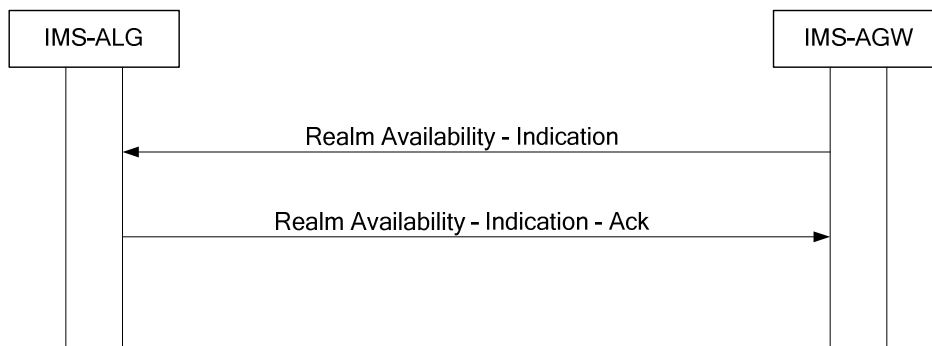 IMS-ALG
IMS-AGW
Realm Availability - Indication
Realm Availability - Indication - Ack